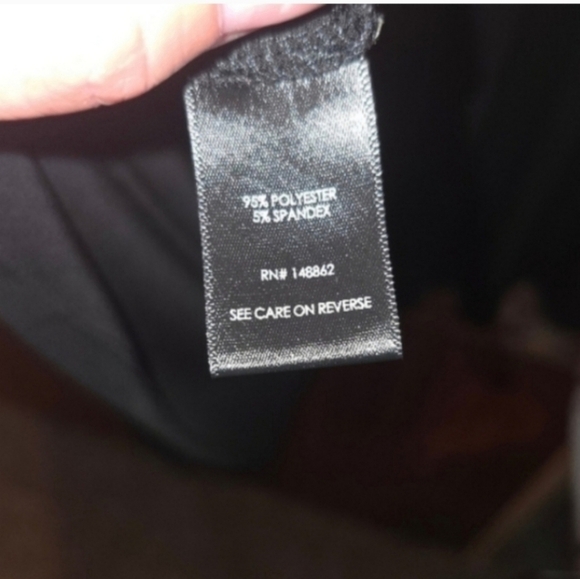 95% POLYESTER
5% SPANDEX
RN# 148862
SEE CARE ON REVERSE